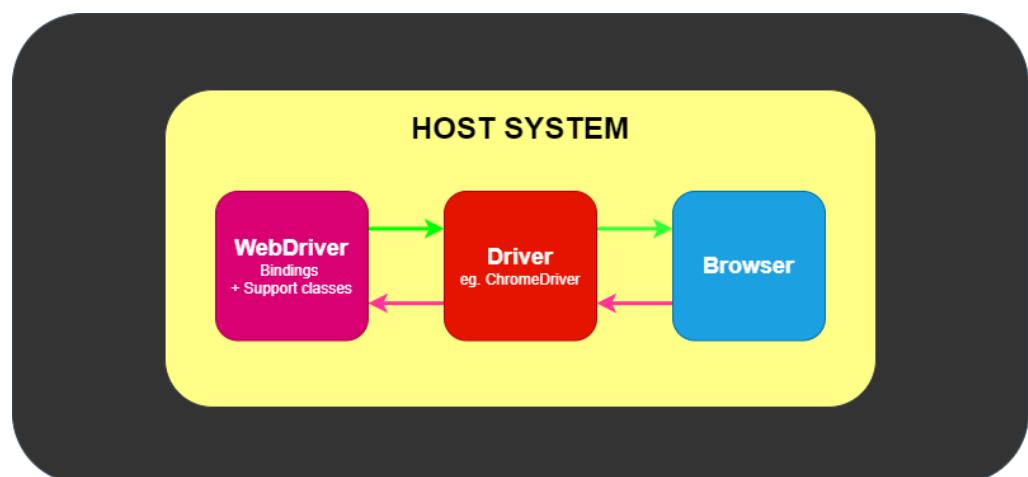 HOST SYSTEM
WebDriver
Bindings
+ Support classes
Driver
eg. ChromeDriver
Browser